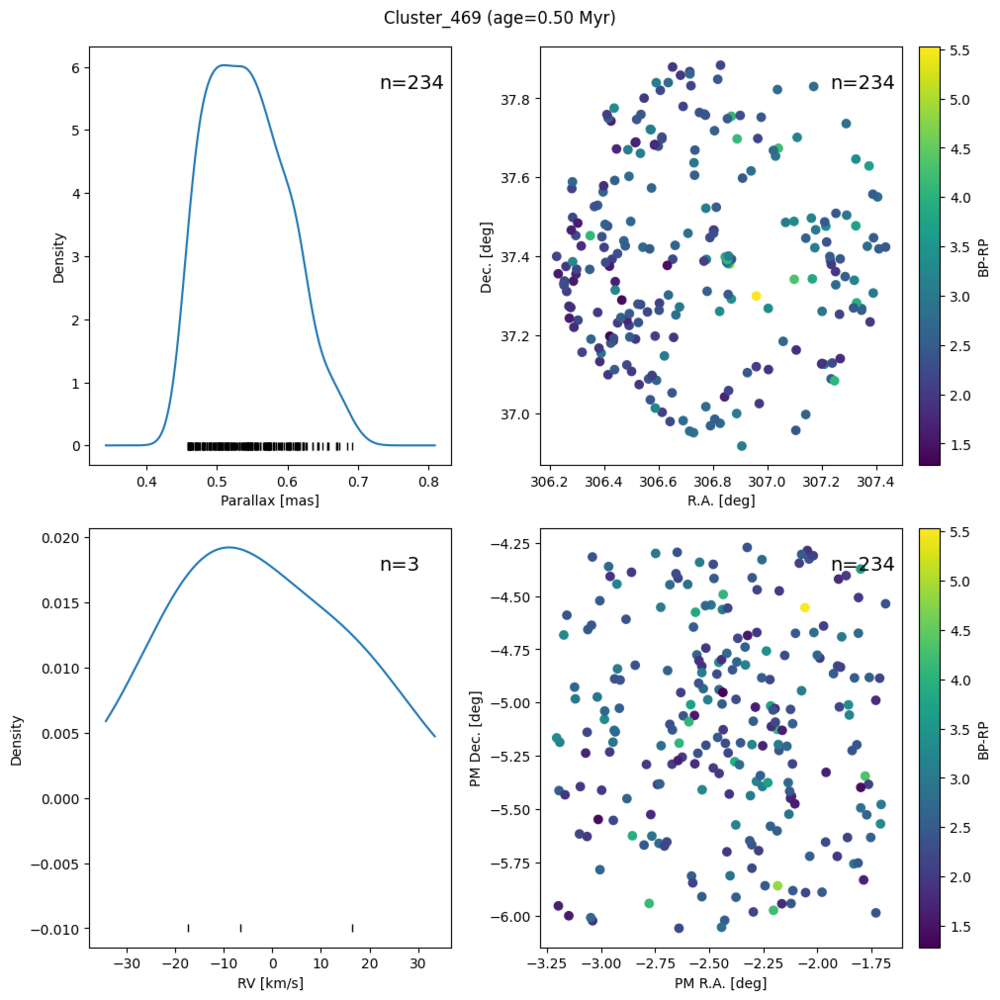 Cluster_469 (age=0.50 Myr)
n=234
Density
6
5
4
3
2
1
0
0.4 0.5 0.6 0.7 0.8
Parallax [mas]
n=234
Dec. [deg]
37.8
37.6
37.4
37.2
37.0
306.2 306.4 306.6 306.8 307.0 307.2 307.4
R.A. [deg]
5.5
5.0
4.5
4.0
3.5
3.0
2.5
2.0
1.5
BP-RP
n=3
Density
0.020
0.015
0.010
0.005
0.000
−0.005
−0.010
−30 −20 −10 0 10 20 30
RV [km/s]
n=234
PM Dec. [deg]
−4.25
−4.50
−4.75
−5.00
−5.25
−5.50
−5.75
−6.00
−3.25 −3.00 −2.75 −2.50 −2.25 −2.00 −1.75
PM R.A. [deg]
5.5
5.0
4.5
4.0
3.5
3.0
2.5
2.0
1.5
BP-RP